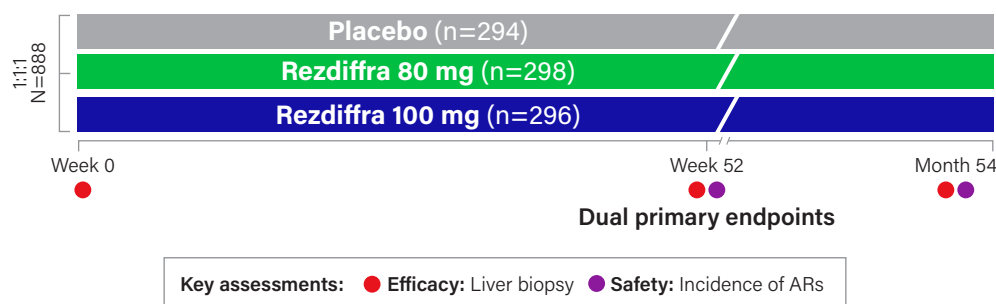 1:1:1
N=888
Placebo (n=294)
Rezdiffra 80 mg (n=298)
Rezdiffra 100 mg (n=296)
Week 0
Week 52
Month 54
Dual primary endpoints
Key assessments: Efficacy: Liver biopsy Safety: Incidence of ARs